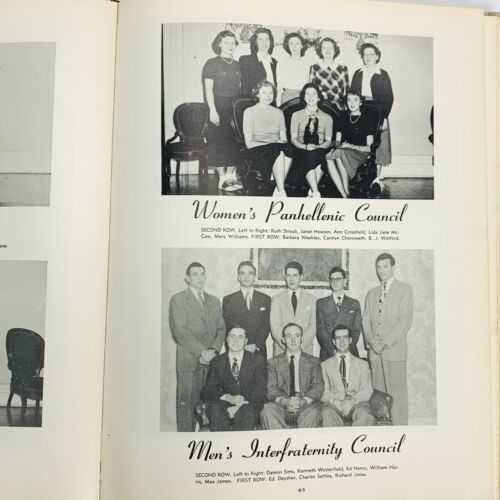 Women's Panhellenic Council
SECOND ROW, Left to Right: Ruth Straub, Janet Howson, Ann Crossfield, Lida Jane Mc-
Caw, Mary Williams. FIRST ROW: Barbara Weekley, Carolyn Chenoweth, B. J. Wolford.
Men's Interfraternity Council
SECOND ROW, Left to Right: Damon Sims, Kenneth Westerfield, Ed Henry, William Har-
ris, Max James. FIRST ROW: Ed. Deysher, Charles Settles, Richard Jones.
63